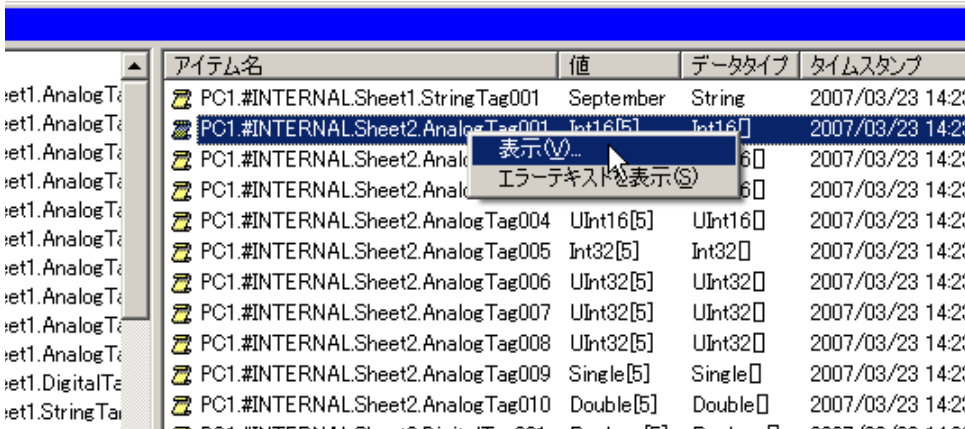 アイテム名 値 データタイプ タイムスタンプ
PC1.#INTERNAL.Sheet1.StringTag001 September String 2007/03/23 14:2
eet1.AnalogTa PC1.#INTERNAL.Sheet2.AnalogTag001 Int16[5] Int16[] 2007/03/23 14:2
eet1.AnalogTa PC1.#INTERNAL.Sheet2.Analo 表示(V)... 6[] 2007/03/23 14:2
eet1.AnalogTa PC1.#INTERNAL.Sheet2.Analo エラーテキストを表示(S) 6[] 2007/03/23 14:2
eet1.AnalogTa PC1.#INTERNAL.Sheet2.AnalogTag004 UInt16[5] UInt16[] 2007/03/23 14:2
eet1.AnalogTa PC1.#INTERNAL.Sheet2.AnalogTag005 Int32[5] Int32[] 2007/03/23 14:2
eet1.AnalogTa PC1.#INTERNAL.Sheet2.AnalogTag006 UInt32[5] UInt32[] 2007/03/23 14:2
eet1.AnalogTa PC1.#INTERNAL.Sheet2.AnalogTag007 UInt32[5] UInt32[] 2007/03/23 14:2
eet1.AnalogTa PC1.#INTERNAL.Sheet2.AnalogTag008 UInt32[5] UInt32[] 2007/03/23 14:2
eet1.AnalogTa PC1.#INTERNAL.Sheet2.AnalogTag009 Single[5] Single[] 2007/03/23 14:2
eet1.AnalogTa PC1.#INTERNAL.Sheet2.AnalogTag010 Double[5] Double[] 2007/03/23 14:2
eet1.DigitalTa
eet1.StringTa